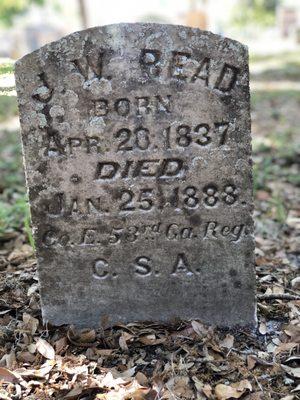 J. W. READ
BORN
APR. 20. 1837.
DIED
JAN. 25. 1888.
Co. E. 53rd Ga. Reg.
C. S. A.